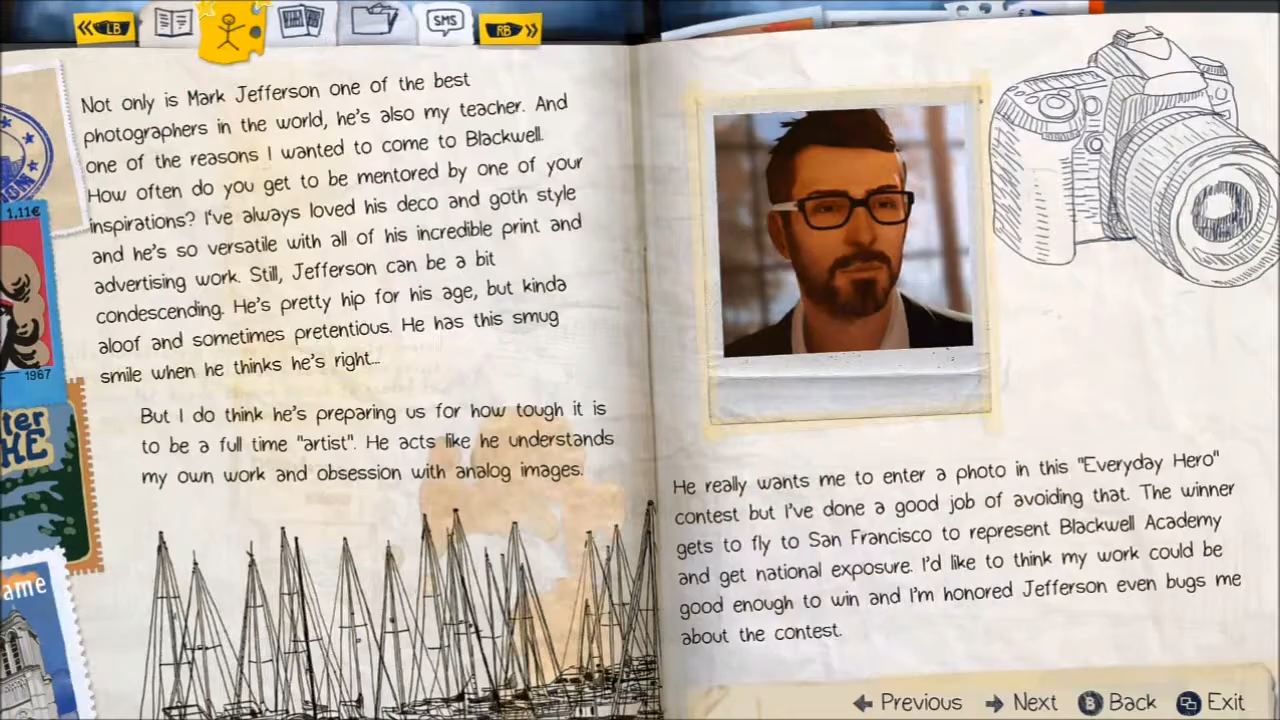 LB
SMS
RB
Not only is Mark Jefferson one of the best
photographers in the world, he's also my teacher. And
one of the reasons I wanted to come to Blackwell.
How often do you get to be mentored by one of your
inspirations? I've always loved his deco and goth style
and he's so versatile with all of his incredible print and
advertising work. Still, Jefferson can be a bit
condescending. He's pretty hip for his age, but kinda
aloof and sometimes pretentious. He has this smug
smile when he thinks he's right...
But I do think he's preparing us for how tough it is
to be a full time "artist". He acts like he understands
my own work and obsession with analog images.
1,11€
1967
ter
HE
ame
He really wants me to enter a photo in this "Everyday Hero"
contest but I've done a good job of avoiding that. The winner
gets to fly to San Francisco to represent Blackwell Academy
and get national exposure. I'd like to think my work could be
good enough to win and I'm honored Jefferson even bugs me
about the contest.
Previous
Next
B Back
Exit